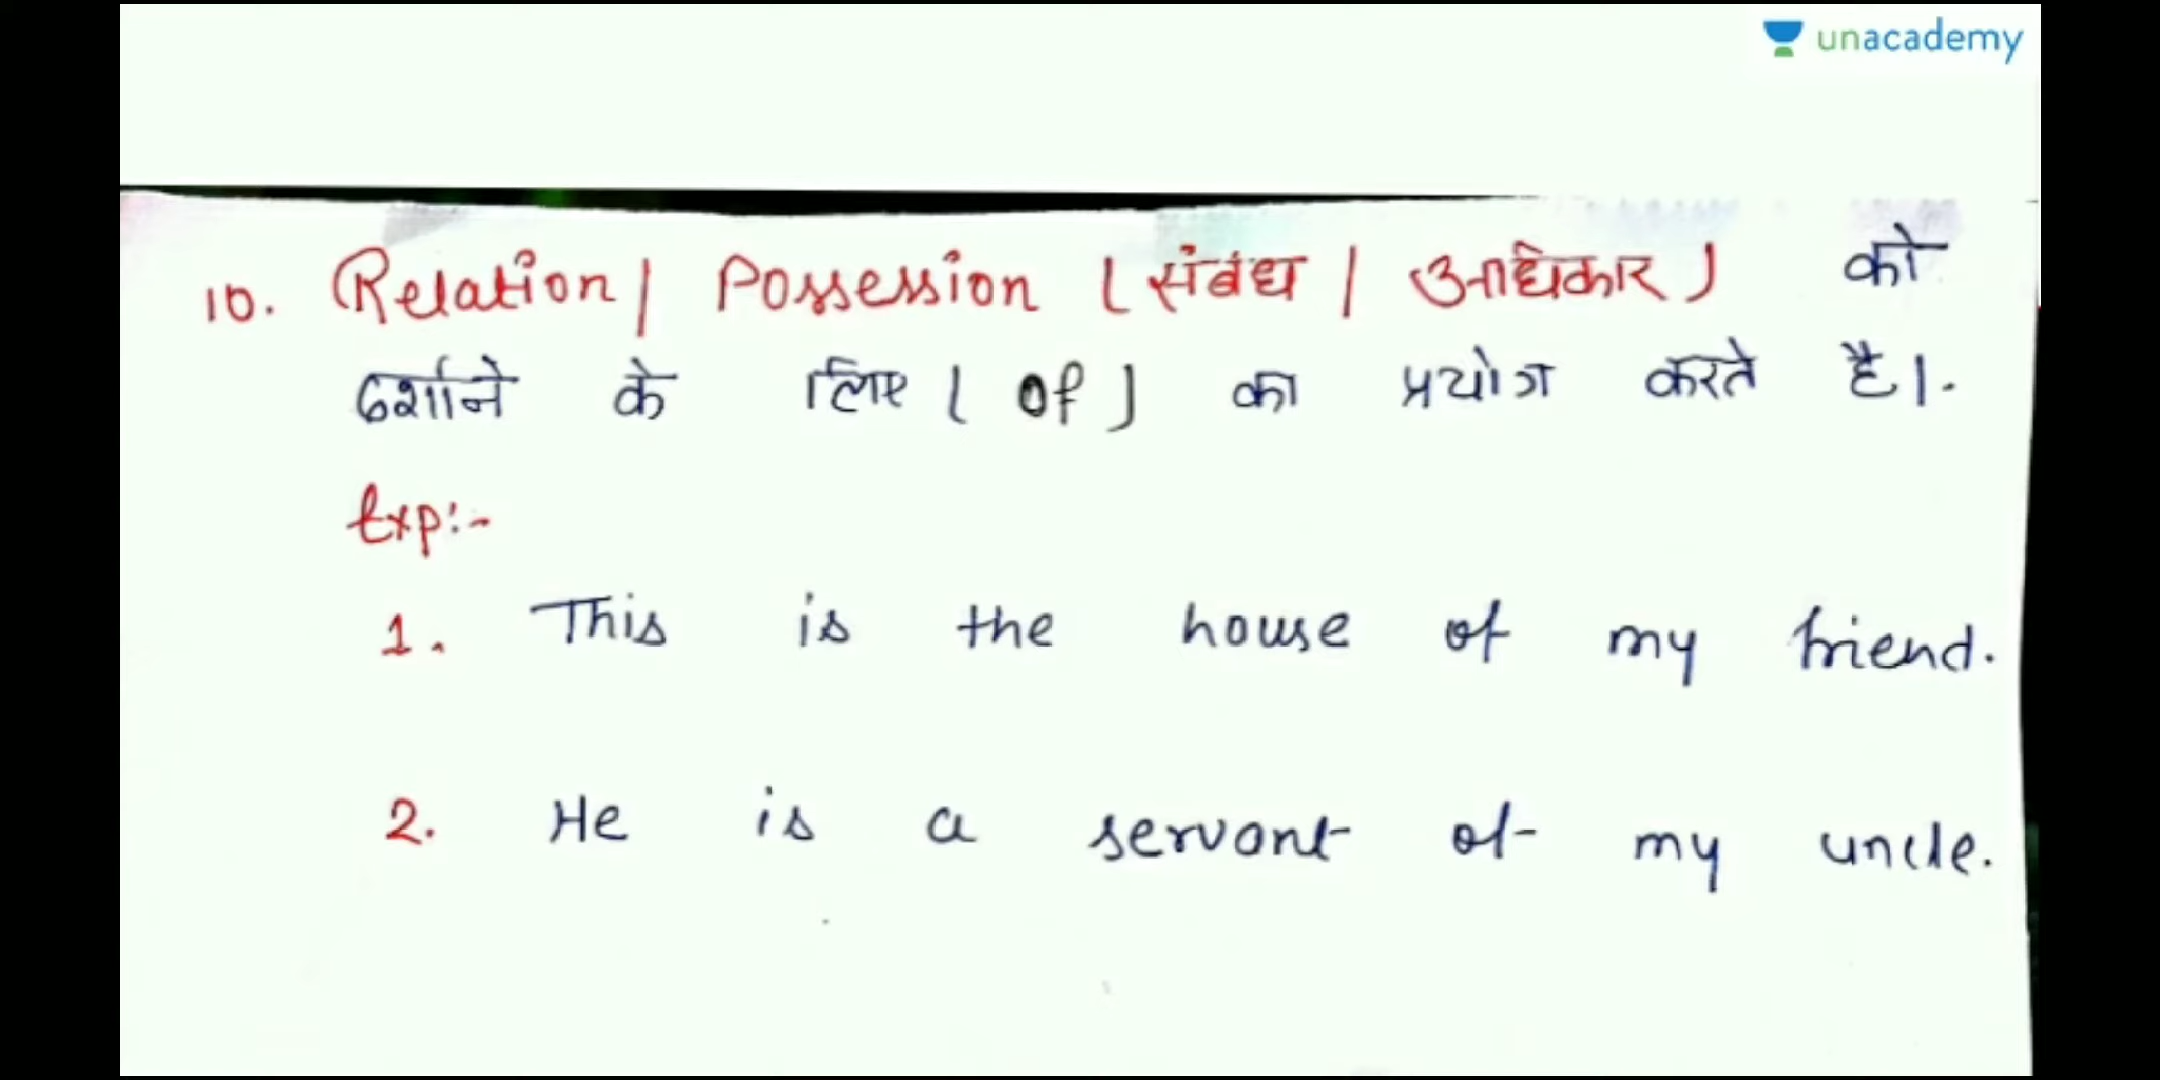 unacademy
10. Relation / Possession (संबंध / अधिकार) को
दर्शाने के लिए (of) का प्रयोग करते है।.
Exp:-
1. This is the house of my friend.
2. He is a servant of my uncle.